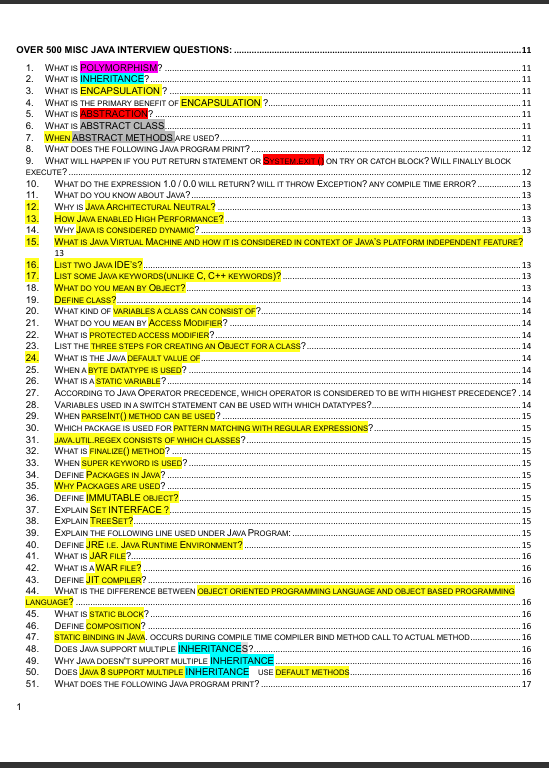 OVER 500 MISC JAVA INTERVIEW QUESTIONS: ........ 11
1. WHAT IS POLYMORPHISM? ........ 11
2. WHAT IS INHERITANCE? ........ 11
3. WHAT IS ENCAPSULATION ? ........ 11
4. WHAT IS THE PRIMARY BENEFIT OF ENCAPSULATION ? ........ 11
5. WHAT IS ABSTRACTION? ........ 11
6. WHAT IS ABSTRACT CLASS ........ 11
7. WHEN ABSTRACT METHODS ARE USED? ........ 11
8. WHAT DOES THE FOLLOWING JAVA PROGRAM PRINT? ........ 12
9. WHAT WILL HAPPEN IF YOU PUT RETURN STATEMENT OR SYSTEM.EXIT () ON TRY OR CATCH BLOCK? WILL FINALLY BLOCK
EXECUTE? ........ 12
10. WHAT DO THE EXPRESSION 1.0 / 0.0 WILL RETURN? WILL IT THROW EXCEPTION? ANY COMPILE TIME ERROR? ........ 13
11. WHAT DO YOU KNOW ABOUT JAVA? ........ 13
12. WHY IS JAVA ARCHITECTURAL NEUTRAL? ........ 13
13. HOW JAVA ENABLED HIGH PERFORMANCE? ........ 13
14. WHY JAVA IS CONSIDERED DYNAMIC? ........ 13
15. WHAT IS JAVA VIRTUAL MACHINE AND HOW IT IS CONSIDERED IN CONTEXT OF JAVA'S PLATFORM INDEPENDENT FEATURE?
13
16. LIST TWO JAVA IDE'S? ........ 13
17. LIST SOME JAVA KEYWORDS(UNLIKE C, C++ KEYWORDS)? ........ 13
18. WHAT DO YOU MEAN BY OBJECT? ........ 13
19. DEFINE CLASS? ........ 14
20. WHAT KIND OF VARIABLES A CLASS CAN CONSIST OF? ........ 14
21. WHAT DO YOU MEAN BY ACCESS MODIFIER? ........ 14
22. WHAT IS PROTECTED ACCESS MODIFIER? ........ 14
23. LIST THE THREE STEPS FOR CREATING AN OBJECT FOR A CLASS? ........ 14
24. WHAT IS THE JAVA DEFAULT VALUE OF ........ 14
25. WHEN A BYTE DATATYPE IS USED? ........ 14
26. WHAT IS A STATIC VARIABLE? ........ 14
27. ACCORDING TO JAVA OPERATOR PRECEDENCE, WHICH OPERATOR IS CONSIDERED TO BE WITH HIGHEST PRECEDENCE? . 14
28. VARIABLES USED IN A SWITCH STATEMENT CAN BE USED WITH WHICH DATATYPES? ........ 14
29. WHEN PARSEINT() METHOD CAN BE USED? ........ 15
30. WHICH PACKAGE IS USED FOR PATTERN MATCHING WITH REGULAR EXPRESSIONS? ........ 15
31. JAVA.UTIL.REGEX CONSISTS OF WHICH CLASSES? ........ 15
32. WHAT IS FINALIZE() METHOD? ........ 15
33. WHEN SUPER KEYWORD IS USED? ........ 15
34. DEFINE PACKAGES IN JAVA? ........ 15
35. WHY PACKAGES ARE USED? ........ 15
36. DEFINE IMMUTABLE OBJECT? ........ 15
37. EXPLAIN SET INTERFACE ? ........ 15
38. EXPLAIN TREESET? ........ 15
39. EXPLAIN THE FOLLOWING LINE USED UNDER JAVA PROGRAM: ........ 15
40. DEFINE JRE I.E. JAVA RUNTIME ENVIRONMENT? ........ 15
41. WHAT IS JAR FILE? ........ 16
42. WHAT IS A WAR FILE? ........ 16
43. DEFINE JIT COMPILER? ........ 16
44. WHAT IS THE DIFFERENCE BETWEEN OBJECT ORIENTED PROGRAMMING LANGUAGE AND OBJECT BASED PROGRAMMING
LANGUAGE? ........ 16
45. WHAT IS STATIC BLOCK? ........ 16
46. DEFINE COMPOSITION? ........ 16
47. STATIC BINDING IN JAVA. OCCURS DURING COMPILE TIME COMPILER BIND METHOD CALL TO ACTUAL METHOD ........ 16
48. DOES JAVA SUPPORT MULTIPLE INHERITANCES? ........ 16
49. WHY JAVA DOESN'T SUPPORT MULTIPLE INHERITANCE ........ 16
50. DOES JAVA 8 SUPPORT MULTIPLE INHERITANCE USE DEFAULT METHODS ........ 16
51. WHAT DOES THE FOLLOWING JAVA PROGRAM PRINT? ........ 17
1